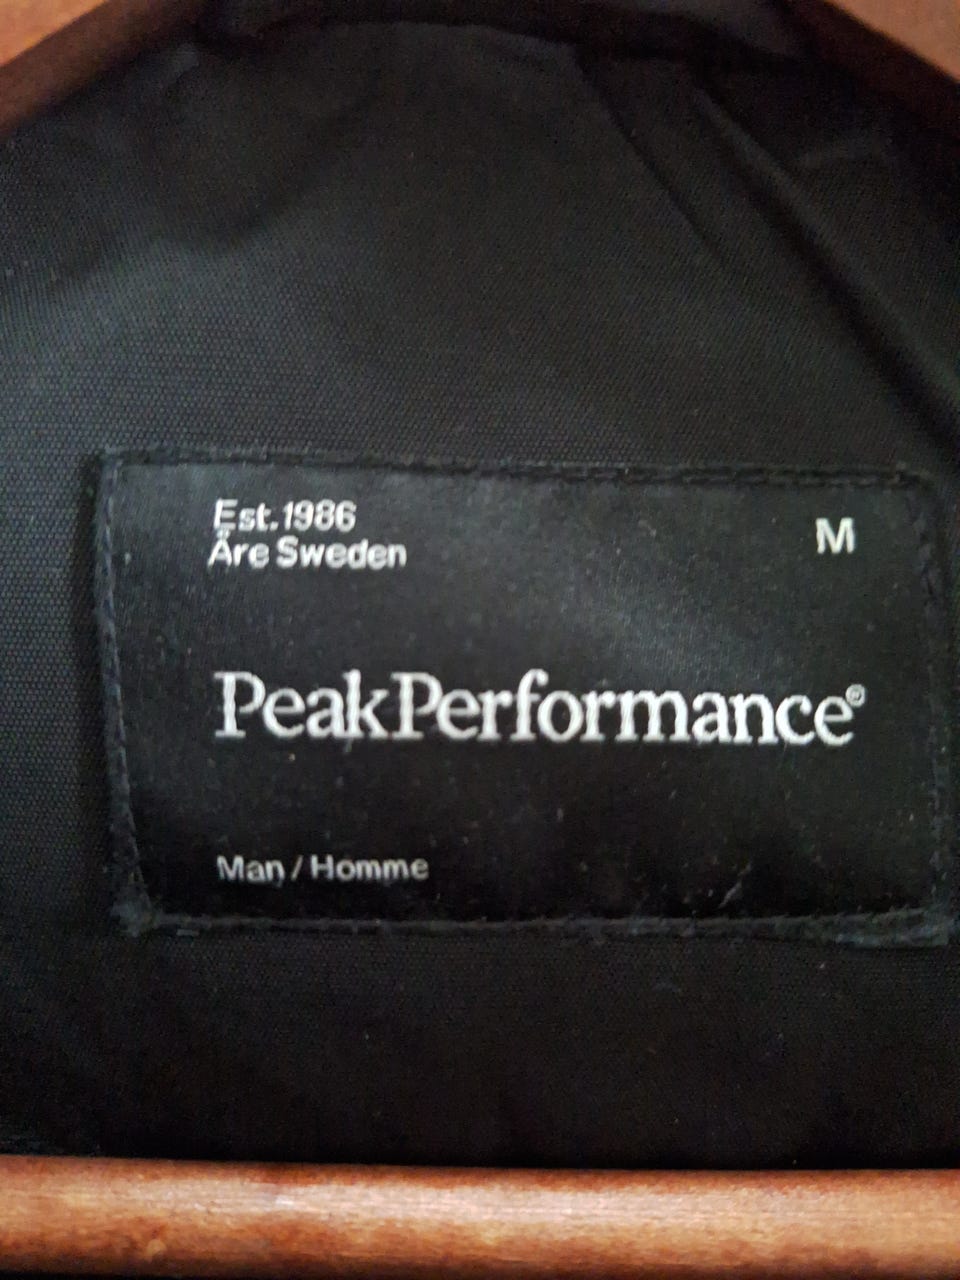 Est. 1986
Åre Sweden
M
PeakPerformance®
Man / Homme